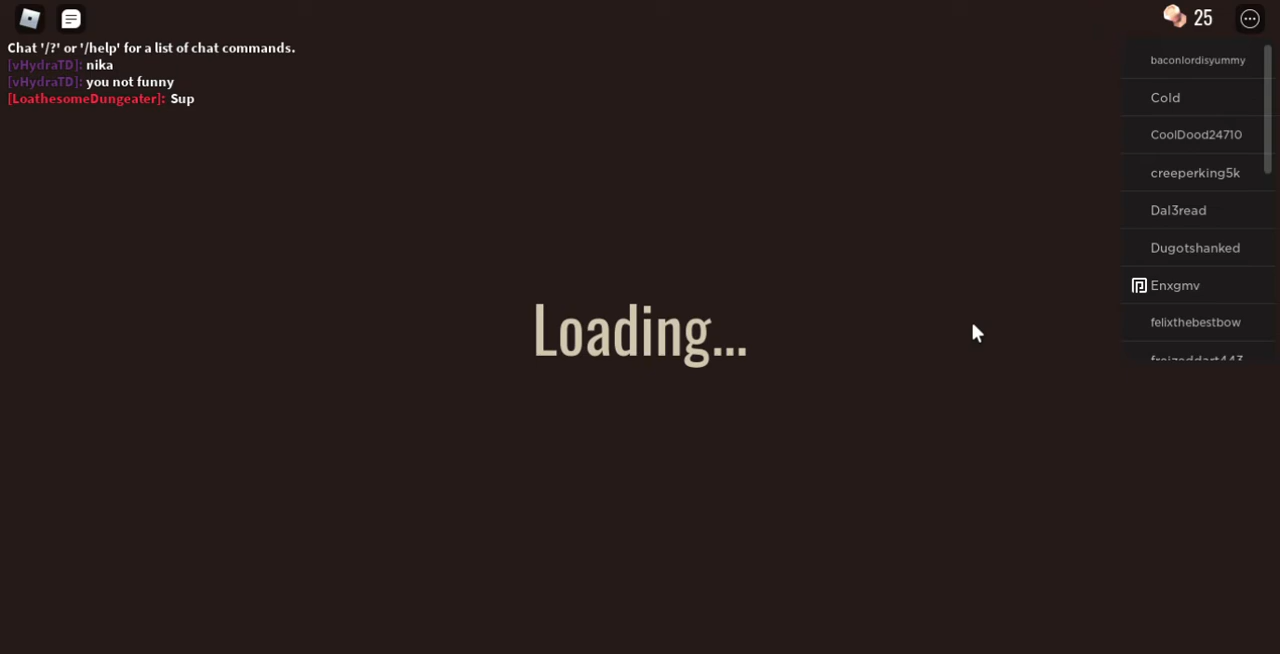 25
Chat '/?' or '/help' for a list of chat commands.
[vHydraTD]: nika
[vHydraTD]: you not funny
[LoathesomeDungeater]: Sup
baconlordisyummy
Cold
CoolDood24710
creeperking5k
Dal3read
Dugotshanked
Enxgmv
felixthebestbow
Loading...